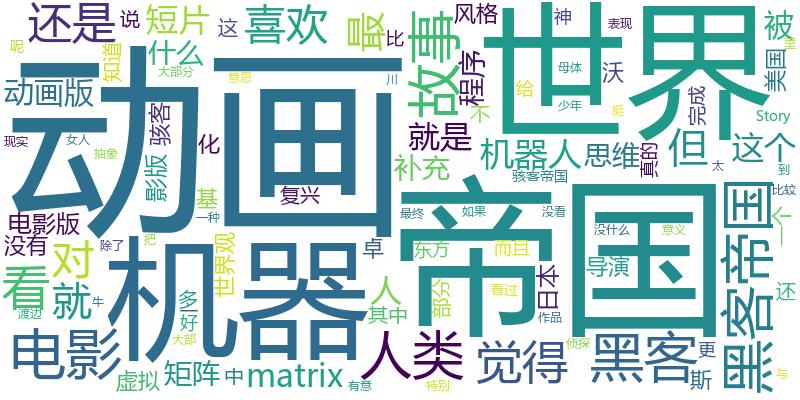 还是 说 短片 这 喜欢 最 比 风格 神 表现 被 里
呢 知道 什么 大部分 意思 川 故事 程序 不 给 母体 沃 美国
动画版 动画 世界 少年 挺 完成 Story
现实 女人 骇客 化 就是 机器人 思维 真的 但 太 这个
抽象 影版 基 复兴 补充 骇客帝国 到 比较
电影版 一种 最终 如果 没看 没什么 意义 一个
没有 除了 世界观 卓 东方 而且 帝国 导演 黑客帝国
看 对 把 机器 人 部分 看过 日本 还
渡边 牛 就 多 好 其中 作品
电影 大部 人类 觉得 侦探 黑客 更 与
虚拟 矩阵 中 matrix 有意 特别 斯